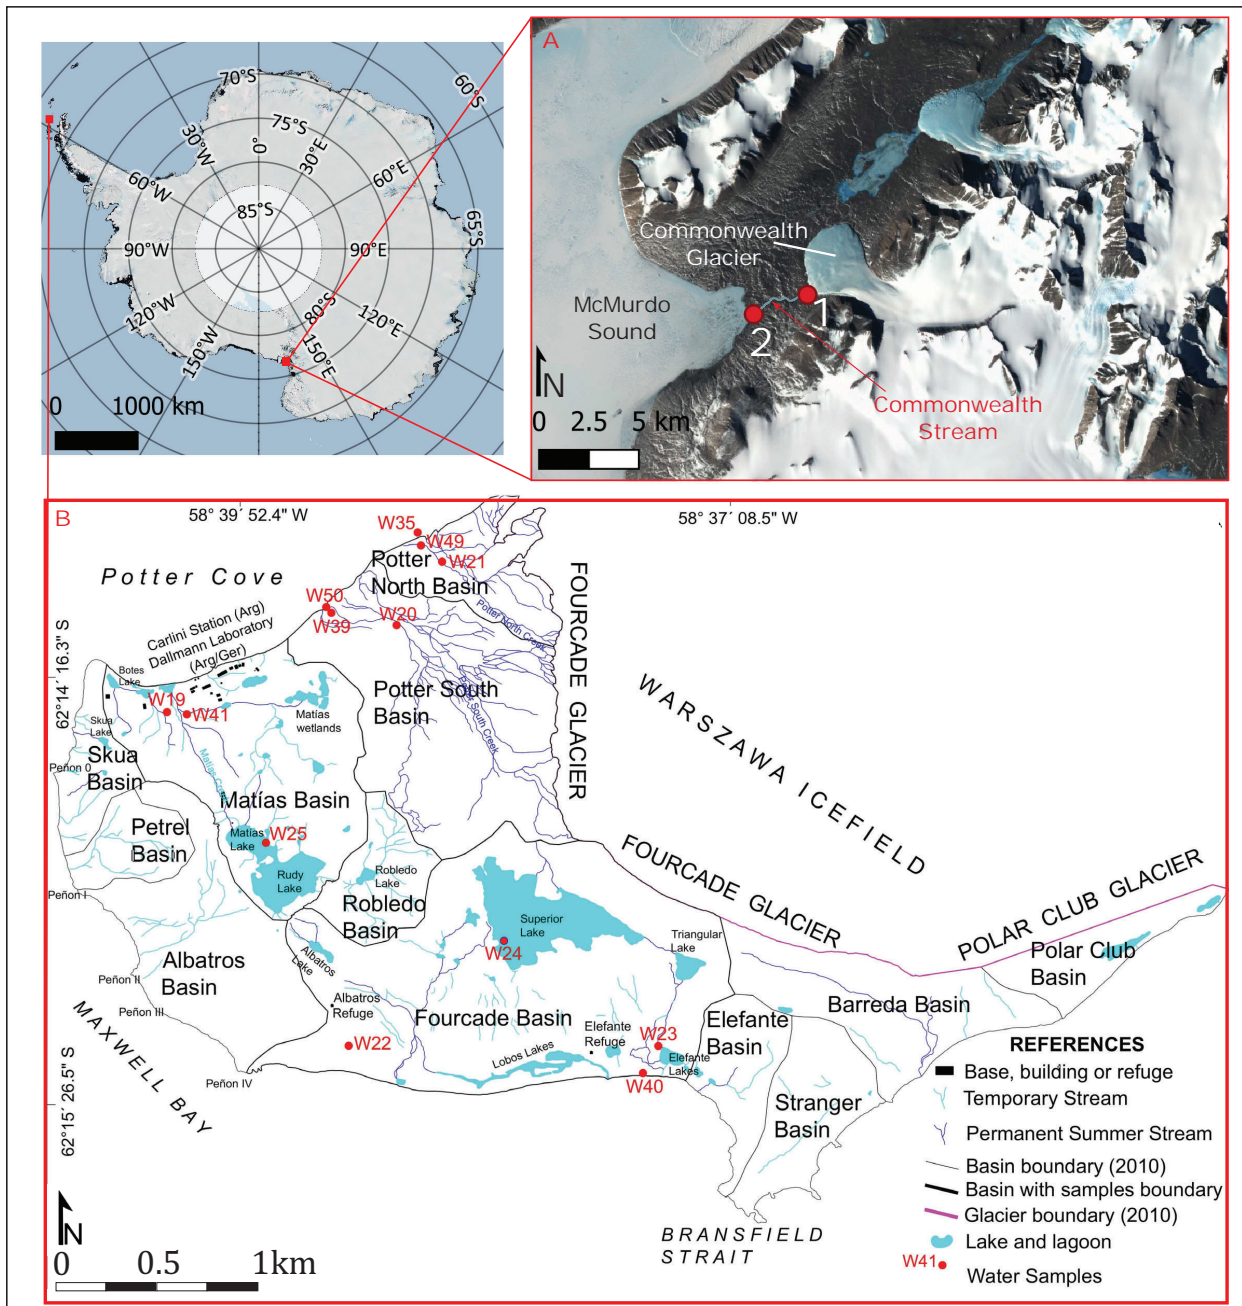 70°S
60°S
75°S
30°W
0°
30°E
60°W
60°E
85°S
65°S
90°W
90°E
80°S
120°W
120°E
150°W
150°E
0
1000 km
A
Commonwealth
Glacier
McMurdo
Sound
1
2
N
0 2.5 5 km
Commonwealth
Stream
B
58° 39´ 52.4" W
58° 37´ 08.5" W
62° 14´ 16.3" S
62° 15´ 26.5" S
W35
W49
W21
Potter
North Basin
Potter Cove
W50
W39
W20
Potter North Creek
Carlini Station (Arg)
Dallmann Laboratory
(Arg/Ger)
FOURCADE GLACIER
WARSZAWA ICEFIELD
Botes
Lake
W19
W41
Matías
wetlands
Potter South
Basin
South Creek
Skua
Lake
Skua
Basin
Peñon 0
Matías
Matías Basin
Petrel
Basin
Matías
Lake
W25
Rudy
Lake
Robledo
Lake
Robledo
Basin
Peñon I
FOURCADE GLACIER
POLAR CLUB GLACIER
Superior
Lake
W24
Triangular
Lake
Polar Club
Basin
Albatros
Basin
Albatros
Lake
Peñon II
Peñon III
Albatros
Refuge
W22
Fourcade Basin
Elefante
Refuge
W23
Elefante
Lakes
W40
Lobos Lakes
Elefante
Basin
Barreda Basin
Stranger
Basin
MAXWELL BAY
Peñon IV
BRANSFIELD
STRAIT
REFERENCES
Base, building or refuge
Temporary Stream
Permanent Summer Stream
Basin boundary (2010)
Basin with samples boundary
Glacier boundary (2010)
Lake and lagoon
W41
Water Samples
N
0 0.5 1km